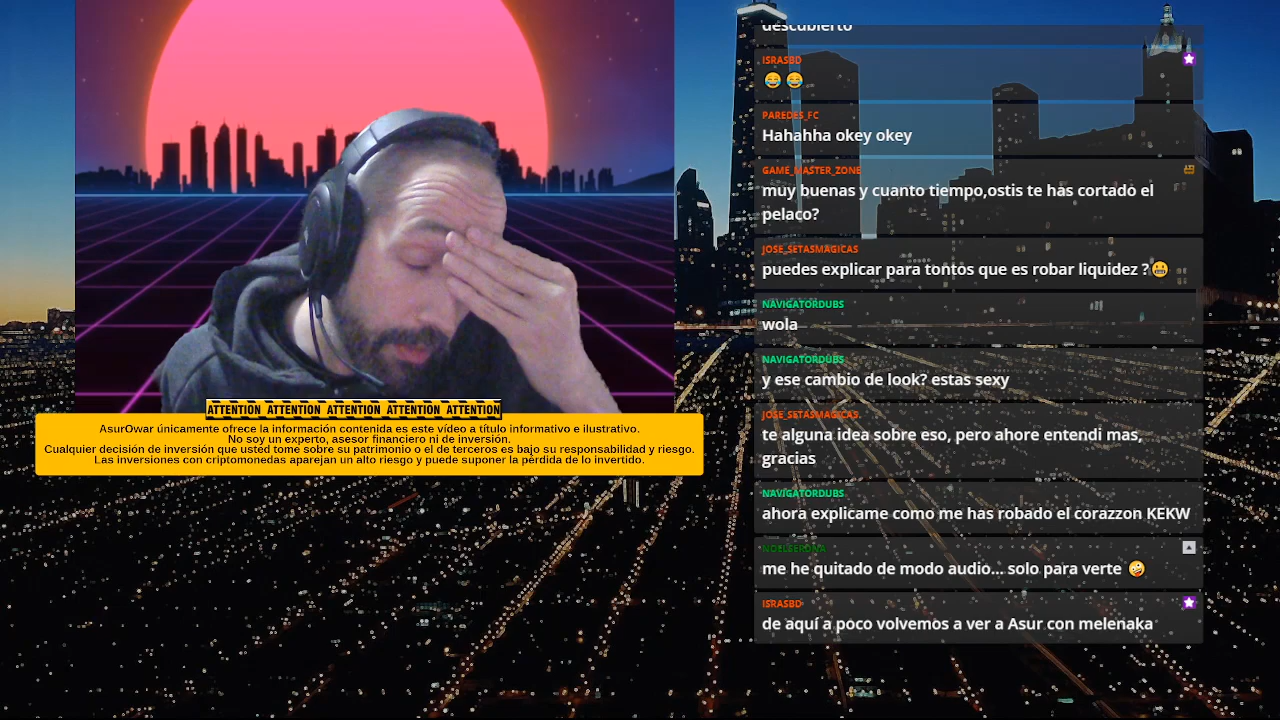 ATTENTION ATTENTION ATTENTION ATTENTION ATTENTION
AsurOwar únicamente ofrece la información contenida es este vídeo a título informativo e ilustrativo.
No soy un experto, asesor financiero ni de inversión.
Cualquier decisión de inversión que usted tome sobre su patrimonio o el de terceros es bajo su responsabilidad y riesgo.
Las inversiones con criptomonedas aparejan un alto riesgo y puede suponer la pérdida de lo invertido.
descubierto
ISRASBD
😂 😂
PAREDES_FC
Hahahha okey okey
GAME_MASTER_ZONE
muy buenas y cuanto tiempo,ostis te has cortado el
pelaco?
JOSE_SETASMAGICAS
puedes explicar para tontos que es robar liquidez ?😬
NAVIGATORDUBS
wola
NAVIGATORDUBS
y ese cambio de look? estas sexy
JOSE_SETASMAGICAS
te alguna idea sobre eso, pero ahore entendi mas,
gracias
NAVIGATORDUBS
ahora explicame como me has robado el corazzon KEKW
me he quitado de modo audio... solo para verte 🤪
ISRASBD
de aquí a poco volvemos a ver a Asur con melenaka